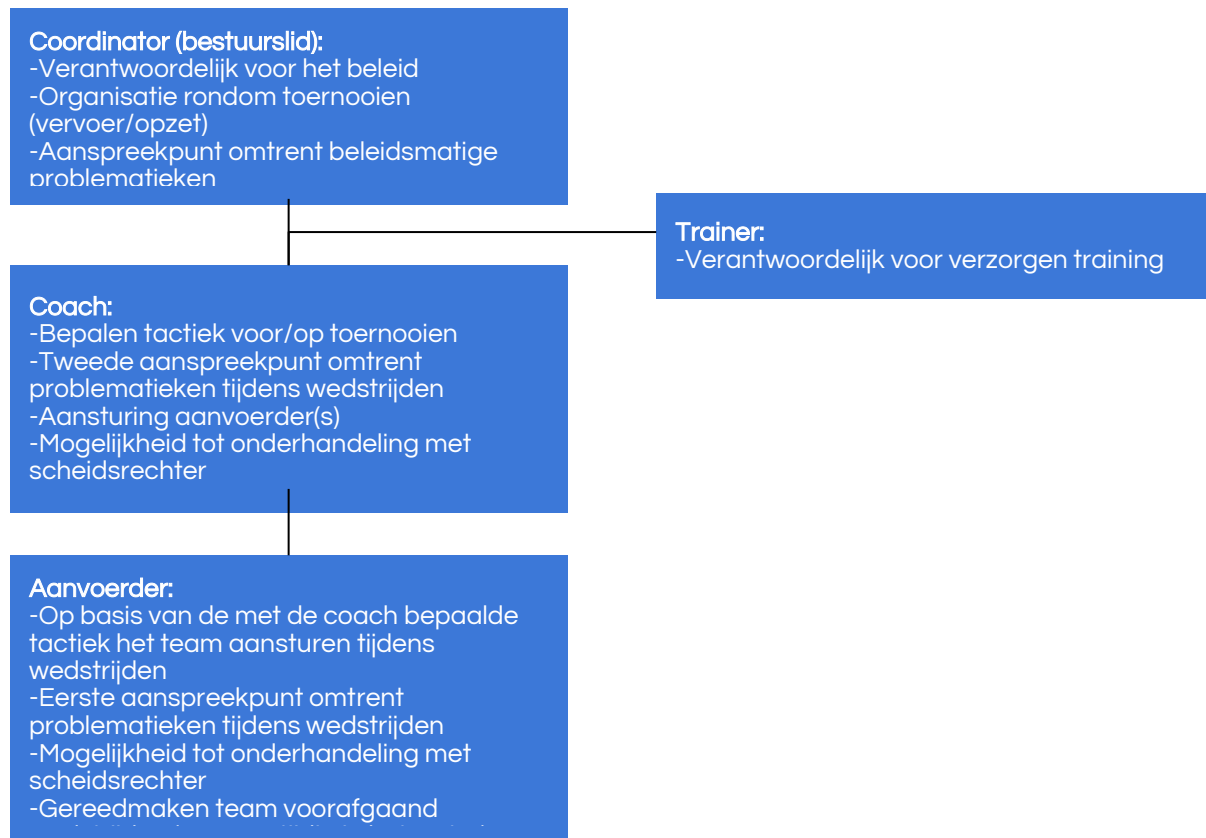 Coordinator (bestuurslid):
-Verantwoordelijk voor het beleid
-Organisatie rondom toernooien
(vervoer/opzet)
-Aanspreekpunt omtrent beleidsmatige
problematieken
Trainer:
-Verantwoordelijk voor verzorgen training
Coach:
-Bepalen tactiek voor/op toernooien
-Tweede aanspreekpunt omtrent
problematieken tijdens wedstrijden
-Aansturing aanvoerder(s)
-Mogelijkheid tot onderhandeling met
scheidsrechter
Aanvoerder:
-Op basis van de met de coach bepaalde
tactiek het team aansturen tijdens
wedstrijden
-Eerste aanspreekpunt omtrent
problematieken tijdens wedstrijden
-Mogelijkheid tot onderhandeling met
scheidsrechter
-Gereedmaken team voorafgaand